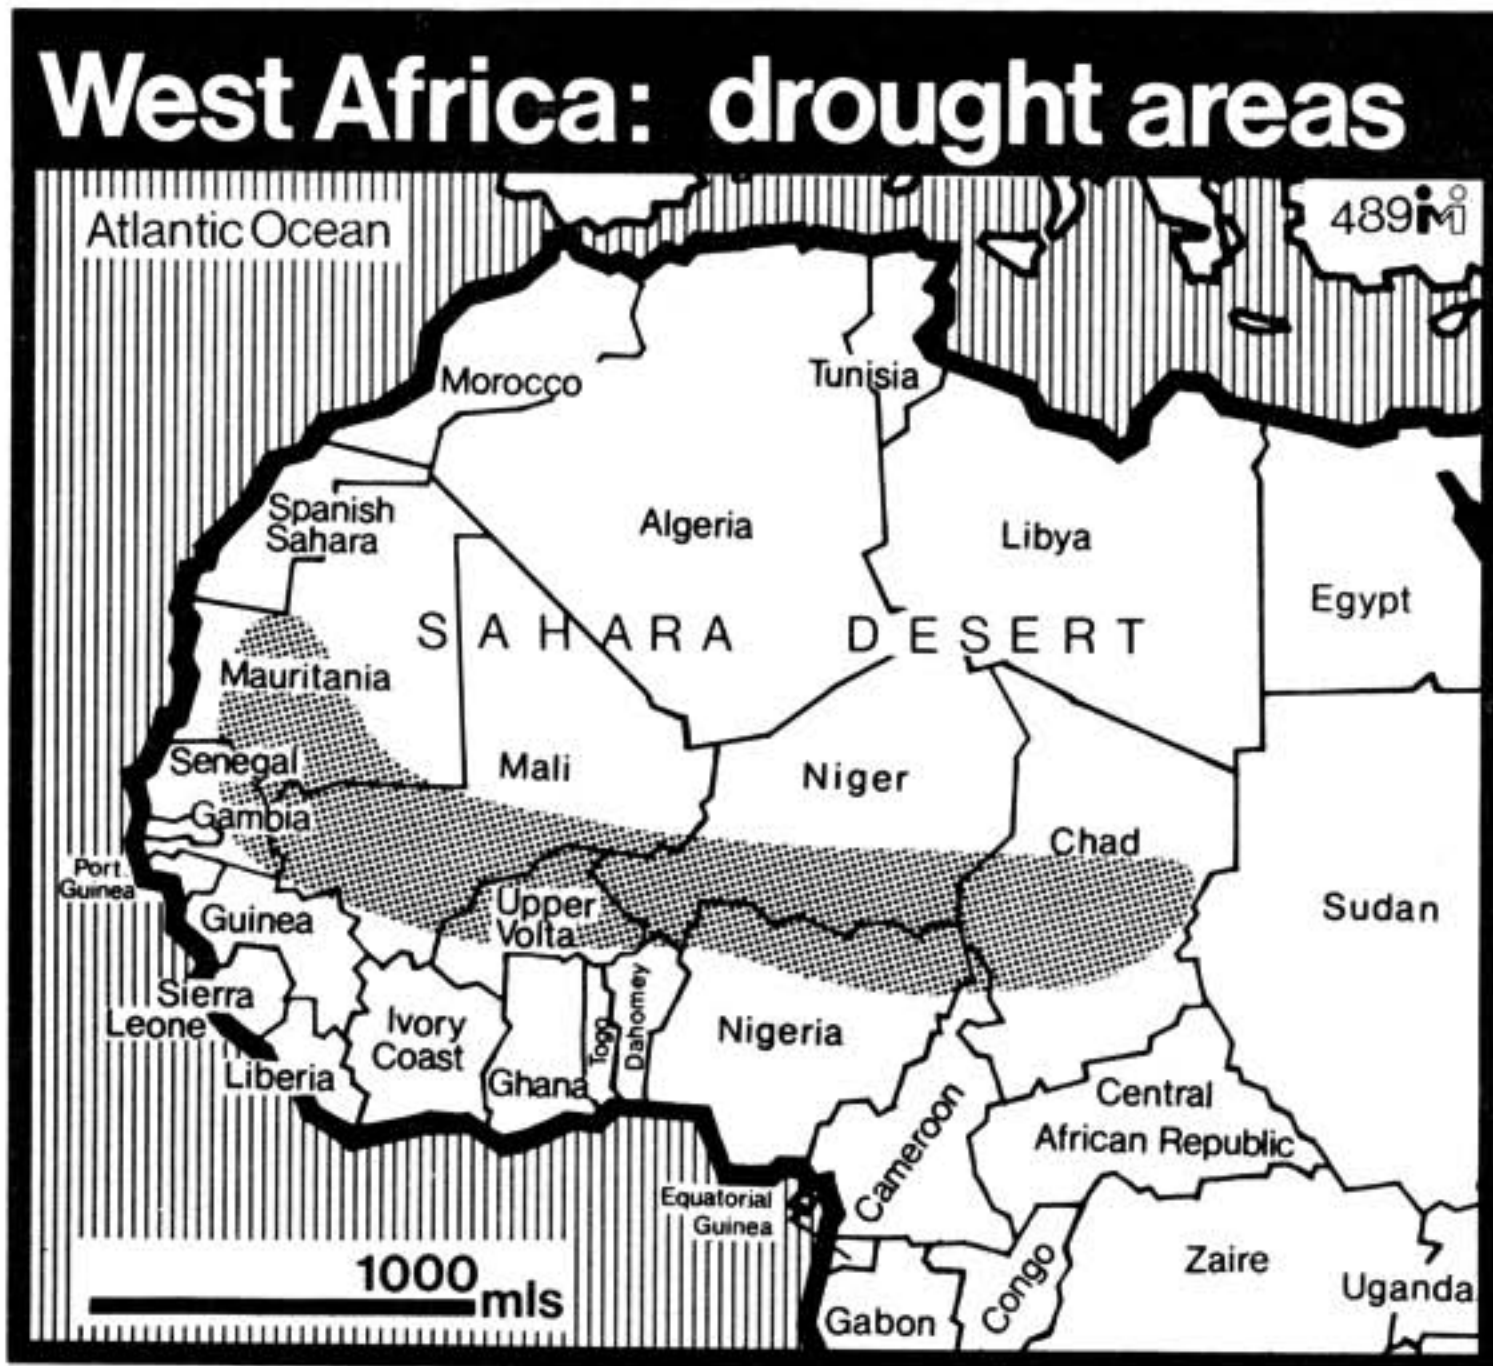 West Africa: drought areas
Atlantic Ocean
489
Morocco
Tunisia
Spanish
Sahara
Algeria
Libya
Egypt
SAHARA DESERT
Mauritania
Senegal
Mali
Niger
Gambia
Chad
Port.
Guinea
Guinea
Upper
Volta
Sudan
Sierra
Leone
Ivory
Coast
Togo
Dahomey
Nigeria
Liberia
Ghana
Cameroon
Central
African Republic
Equatorial
Guinea
1000
mls
Gabon
Congo
Zaire
Uganda